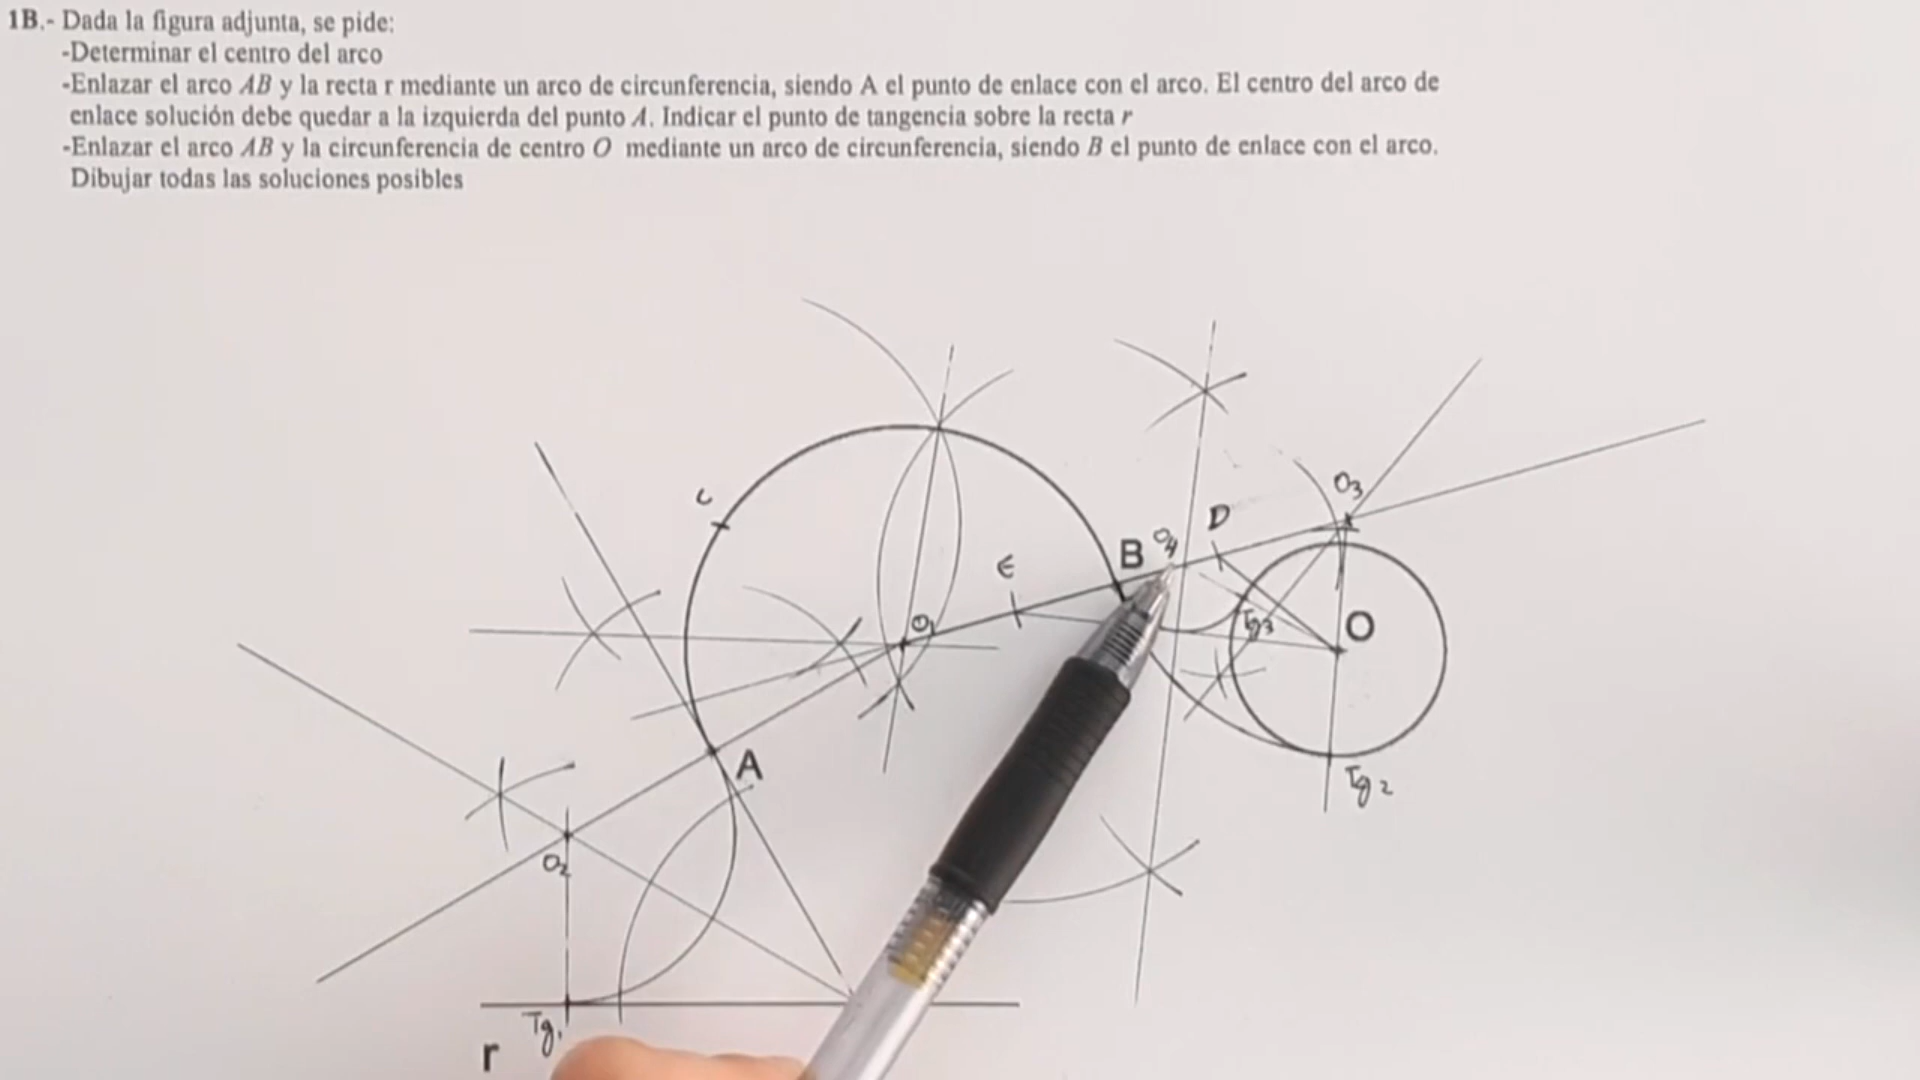 1B.- Dada la figura adjunta, se pide:
-Determinar el centro del arco
-Enlazar el arco AB y la recta r mediante un arco de circunferencia, siendo A el punto de enlace con el arco. El centro del arco de
enlace solución debe quedar a la izquierda del punto A. Indicar el punto de tangencia sobre la recta r
-Enlazar el arco AB y la circunferencia de centro O mediante un arco de circunferencia, siendo B el punto de enlace con el arco.
Dibujar todas las soluciones posibles
C
O3
D
B
O4
E
O1
Tg3
O
A
Tg2
O2
Tg1
r